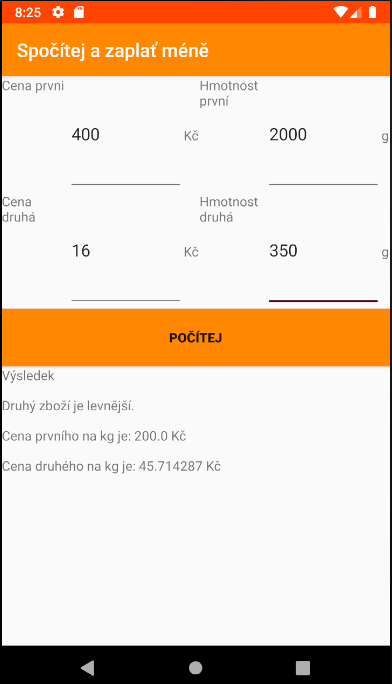 8:25
Spočítej a zaplať méně
Cena prvni
Hmotnost
první
400 Kč
2000 g
Cena
druhá
Hmotnost
druhá
16 Kč
350 g
POČÍTEJ
Výsledek
Druhý zboží je levnější.
Cena prvního na kg je: 200.0 Kč
Cena druhého na kg je: 45.714287 Kč